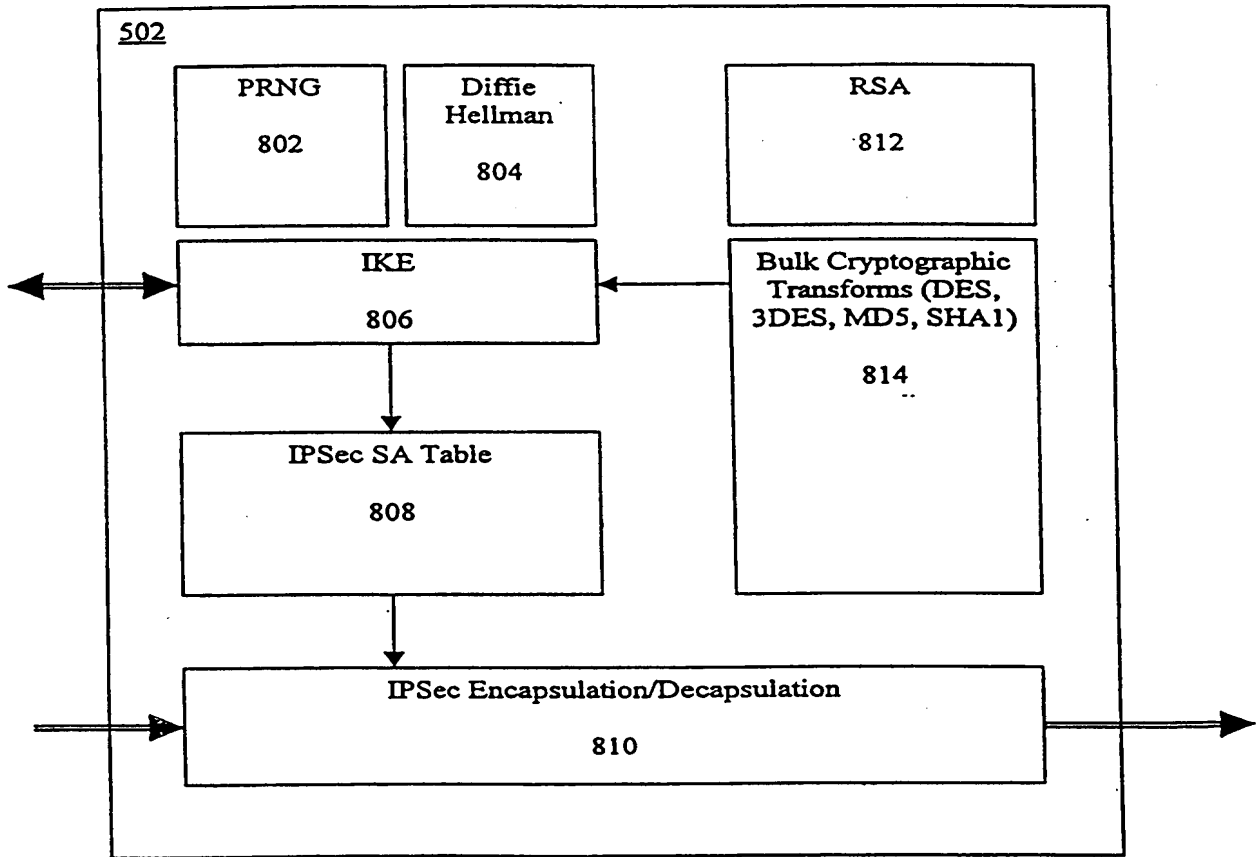 502
PRNG
802
Diffie
Hellman
804
RSA
812
IKE
806
Bulk Cryptographic
Transforms (DES,
3DES, MD5, SHA1)
814
IPSec SA Table
808
IPSec Encapsulation/Decapsulation
810